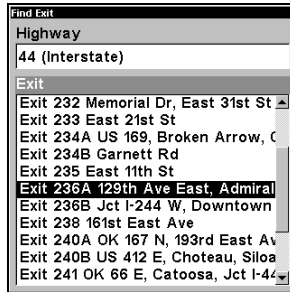 Find Exit
Highway
44 (Interstate)
Exit
Exit 232 Memorial Dr, East 31st St
Exit 233 East 21st St
Exit 234A US 169, Broken Arrow,
Exit 234B Garnett Rd
Exit 235 East 11th St
Exit 236A 129th Ave East, Admiral
Exit 236B Jct I-244 W, Downtown
Exit 238 161st East Ave
Exit 240A OK 167 N, 193rd East Av
Exit 240B US 412 E, Choteau, Siloa
Exit 241 OK 66 E, Catoosa, Jct I-44